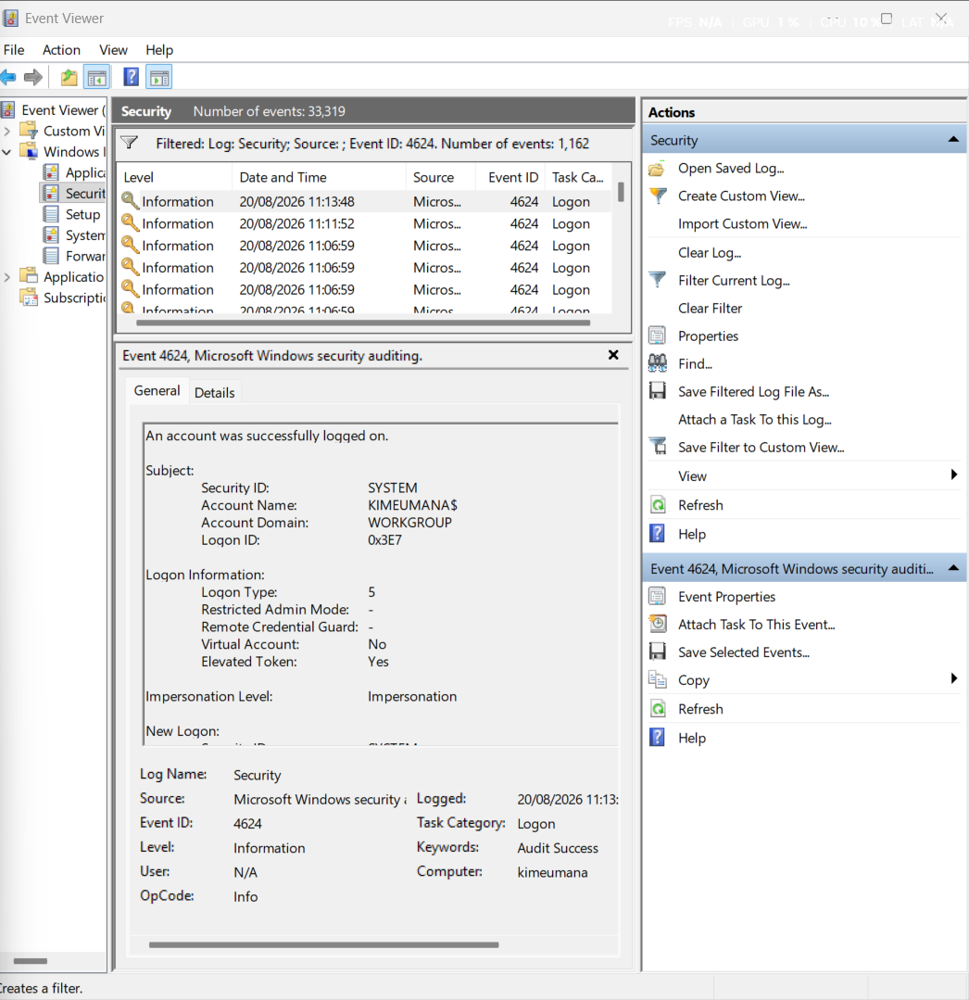 Event Viewer
FPS N/A | GPU 1 % | CPU 10 % LAT N/A
File Action View Help
Event Viewer (
Custom Vi
Windows
Applica
Securit
Setup
System
Forwar
Applicatio
Subscriptic
Security Number of events: 33,319
Filtered: Log: Security; Source: ; Event ID: 4624. Number of events: 1,162
Level Date and Time Source Event ID Task Ca...
Information 20/08/2026 11:13:48 Micros... 4624 Logon
Information 20/08/2026 11:11:52 Micros... 4624 Logon
Information 20/08/2026 11:06:59 Micros... 4624 Logon
Information 20/08/2026 11:06:59 Micros... 4624 Logon
Information 20/08/2026 11:06:59 Micros... 4624 Logon
Information 20/08/2026 11:06:59 Micros... 4624 Logon
Event 4624, Microsoft Windows security auditing.
General Details
An account was successfully logged on.
Subject:
Security ID: SYSTEM
Account Name: KIMEUMANA$
Account Domain: WORKGROUP
Logon ID: 0x3E7
Logon Information:
Logon Type: 5
Restricted Admin Mode: -
Remote Credential Guard: -
Virtual Account: No
Elevated Token: Yes
Impersonation Level: Impersonation
New Logon:
Security ID: SYSTEM
Log Name: Security
Source: Microsoft Windows security Logged: 20/08/2026 11:13:
Event ID: 4624 Task Category: Logon
Level: Information Keywords: Audit Success
User: N/A Computer: kimeumana
OpCode: Info
Actions
Security
Open Saved Log...
Create Custom View...
Import Custom View...
Clear Log...
Filter Current Log...
Clear Filter
Properties
Find...
Save Filtered Log File As...
Attach a Task To this Log...
Save Filter to Custom View...
View
Refresh
Help
Event 4624, Microsoft Windows security auditi...
Event Properties
Attach Task To This Event...
Save Selected Events...
Copy
Refresh
Help
Creates a filter.